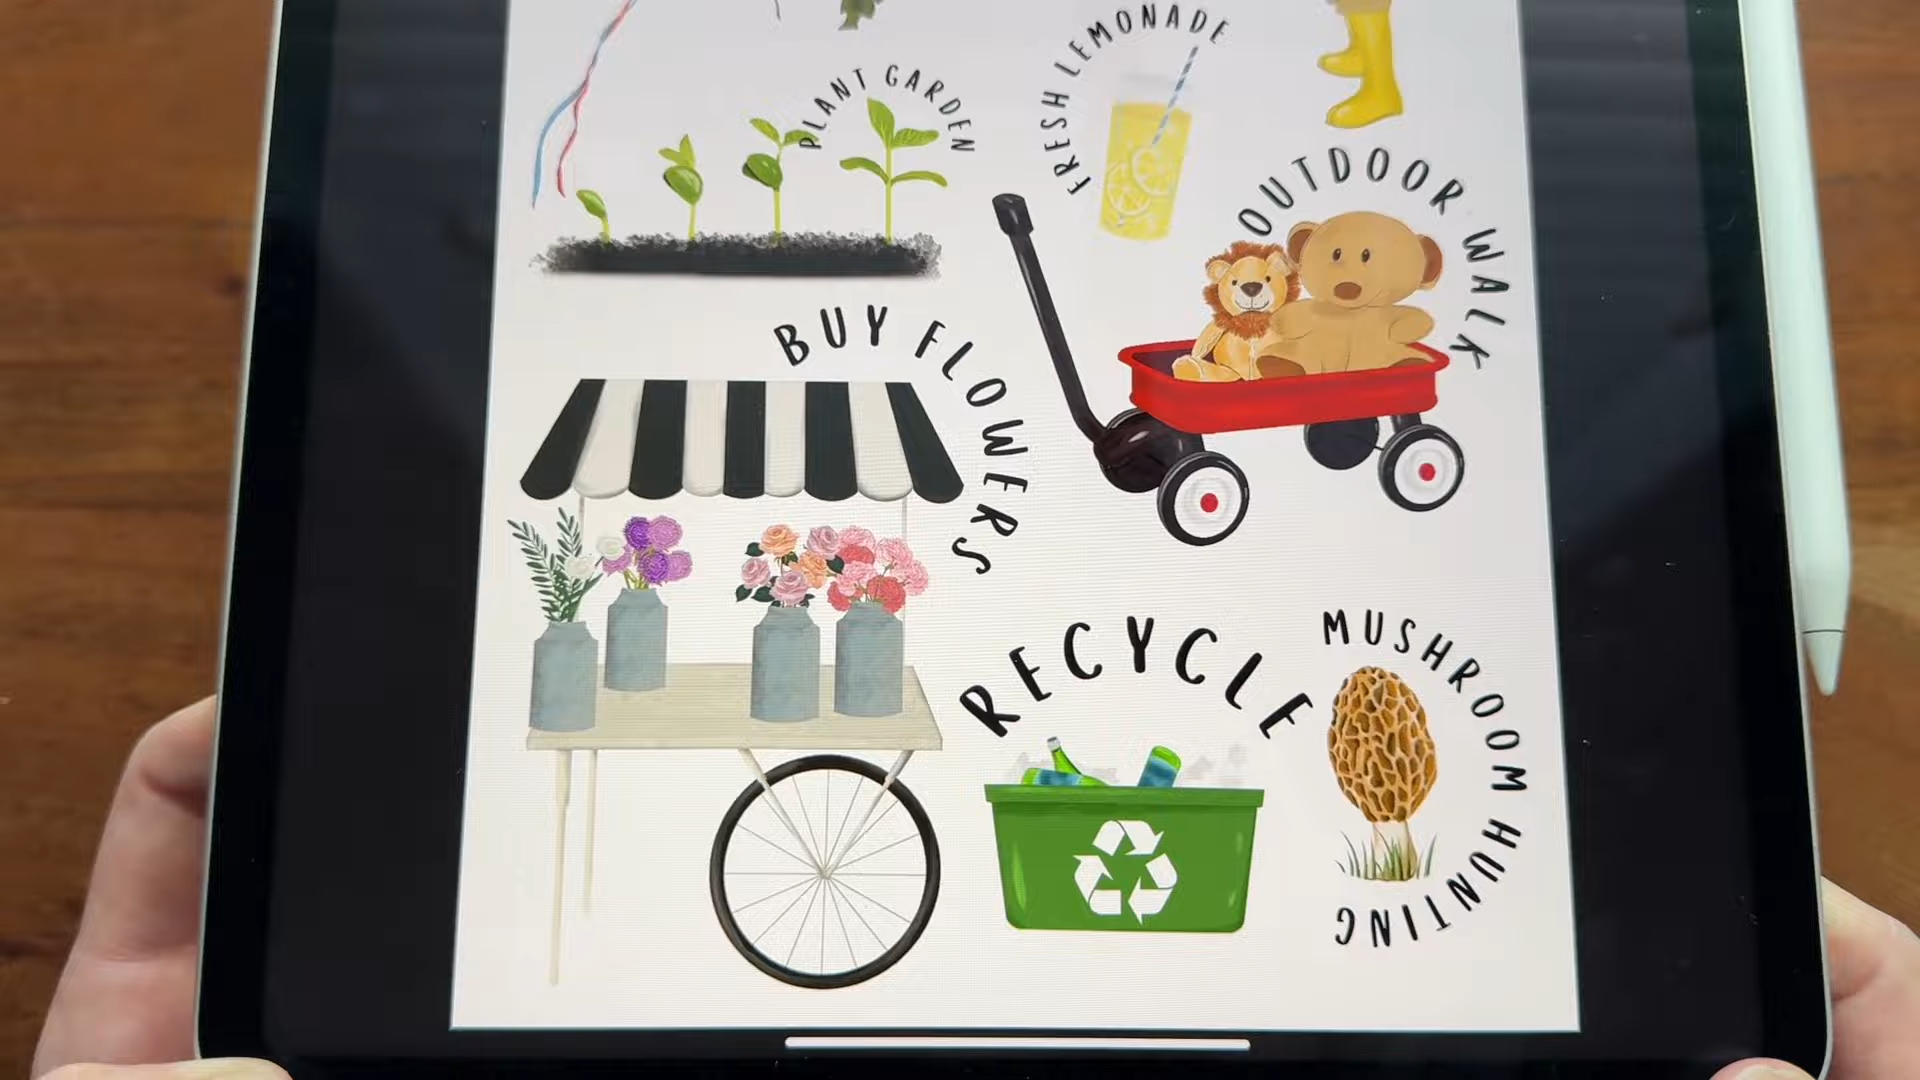 FRESH LEMONADE
PLANT GARDEN
OUTDOOR WALK
BUY FLOWERS
RECYCLE
MUSHROOM HUNTING